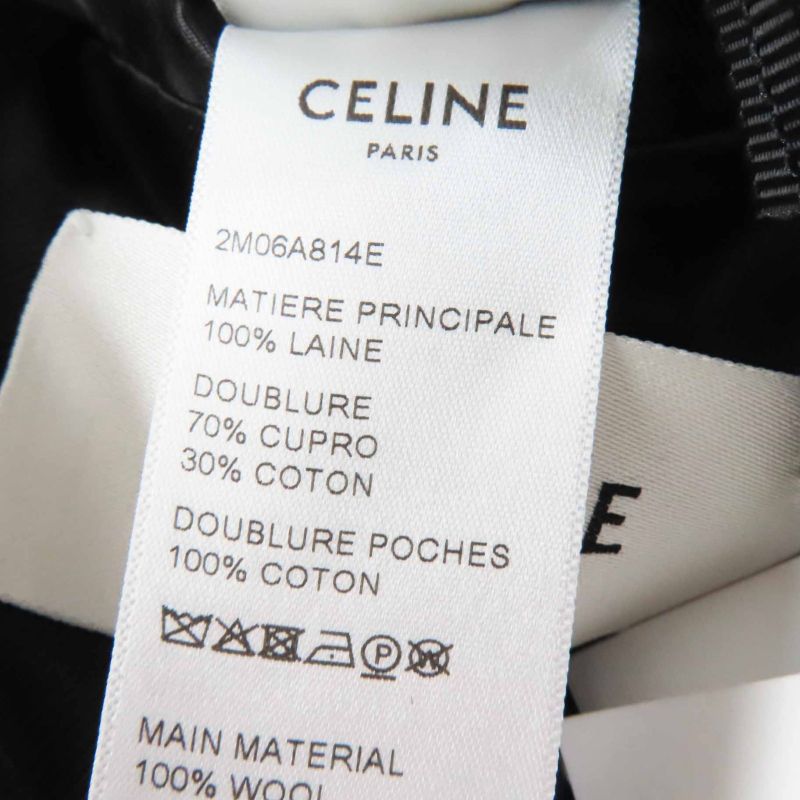 CELINE
PARIS
2M06A814E
MATIERE PRINCIPALE
100% LAINE
DOUBLURE
70% CUPRO
30% COTON
DOUBLURE POCHES
100% COTON
P W
MAIN MATERIAL
100% WOOL
E